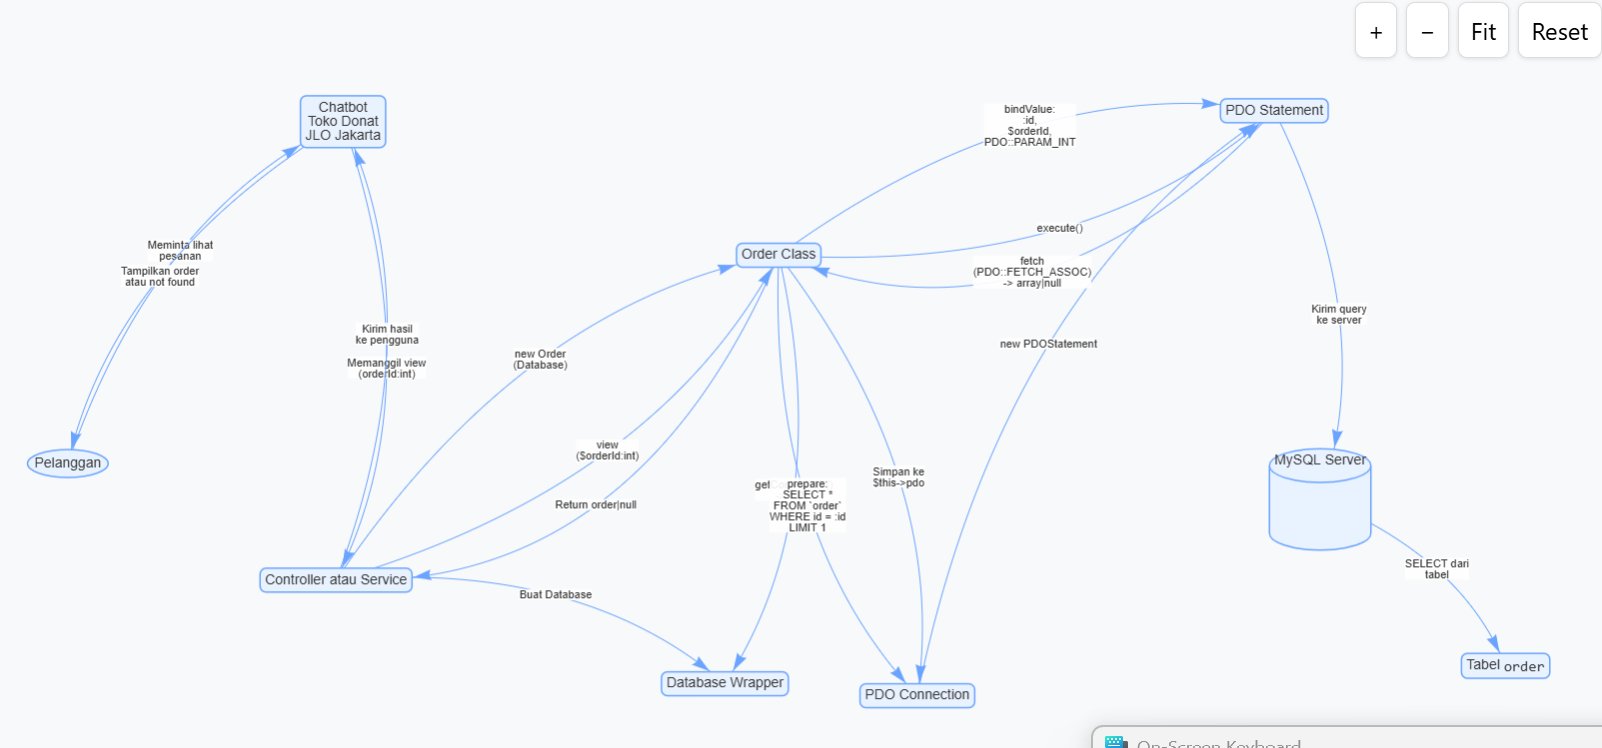 +
−
Fit
Reset
Chatbot
Toko Donat
JLO Jakarta
bindValue:
:id,
$orderId,
PDO::PARAM_INT
PDO Statement
Meminta lihat
pesanan
Tampilkan order
atau not found
execute()
Order Class
fetch
(PDO::FETCH_ASSOC)
-> array|null
Kirim query
ke server
Kirim hasil
ke pengguna
Memanggil view
(orderId:int)
new Order
(Database)
new PDOStatement
view
($orderId:int)
Pelanggan
MySQL Server
Return order|null
prepare:
SELECT *
FROM `order`
WHERE id = :id
LIMIT 1
Simpan ke
$this->pdo
Controller atau Service
Buat Database
SELECT dari
tabel
Database Wrapper
PDO Connection
Tabel order
On-Screen Keyboard